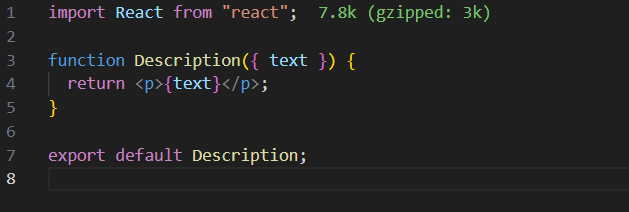 1 import React from "react"; 7.8k (gzipped: 3k)
2
3 function Description({ text }) {
4   return <p>{text}</p>;
5 }
6
7 export default Description;
8